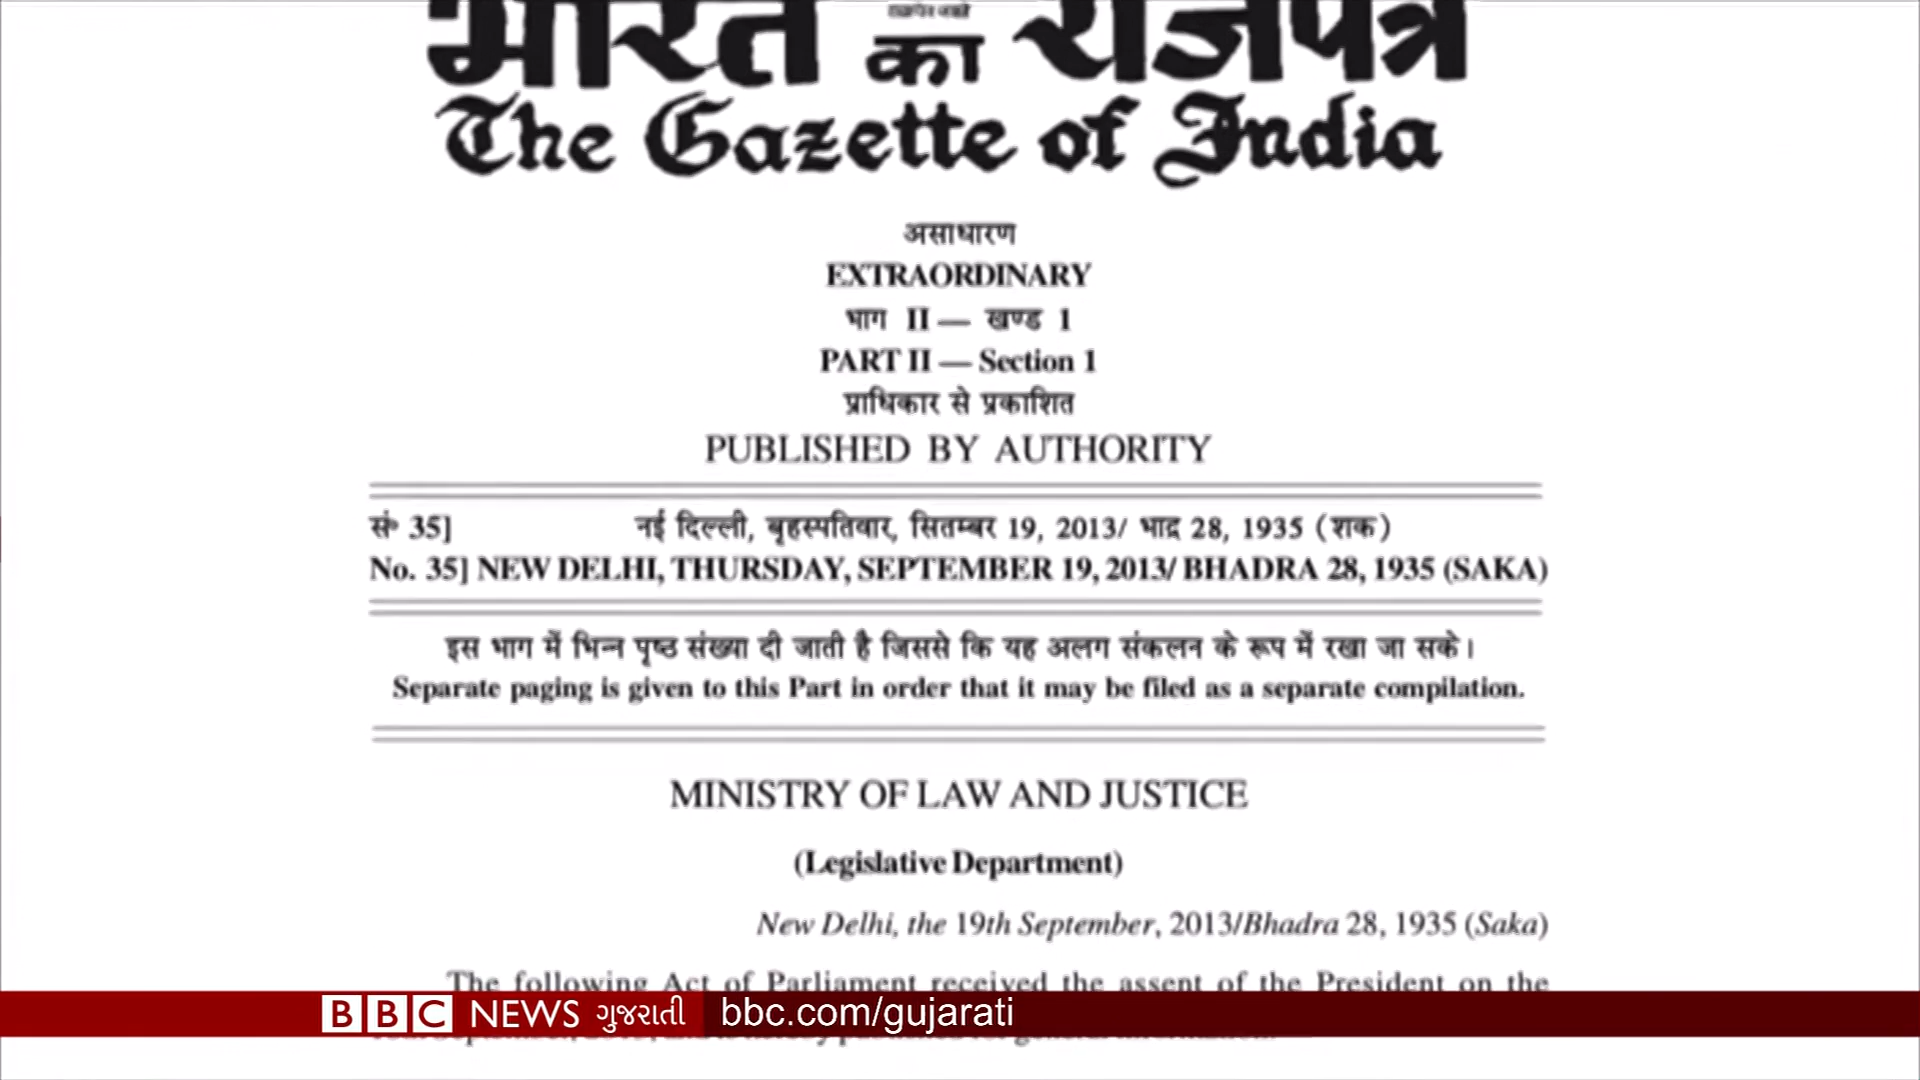 भारत का राजपत्र
The Gazette of India
असाधारण
EXTRAORDINARY
भाग II — खण्ड 1
PART II — Section 1
प्राधिकार से प्रकाशित
PUBLISHED BY AUTHORITY
सं॰ 35] नई दिल्ली, बृहस्पतिवार, सितम्बर 19, 2013/ भाद्र 28, 1935 (शक)
No. 35] NEW DELHI, THURSDAY, SEPTEMBER 19, 2013/ BHADRA 28, 1935 (SAKA)
इस भाग में भिन्न पृष्ठ संख्या दी जाती है जिससे कि यह अलग संकलन के रूप में रखा जा सके।
Separate paging is given to this Part in order that it may be filed as a separate compilation.
MINISTRY OF LAW AND JUSTICE
(Legislative Department)
New Delhi, the 19th September, 2013/Bhadra 28, 1935 (Saka)
The following Act of Parliament received the assent of the President on the
BBC NEWS ગુજરાતી bbc.com/gujarati